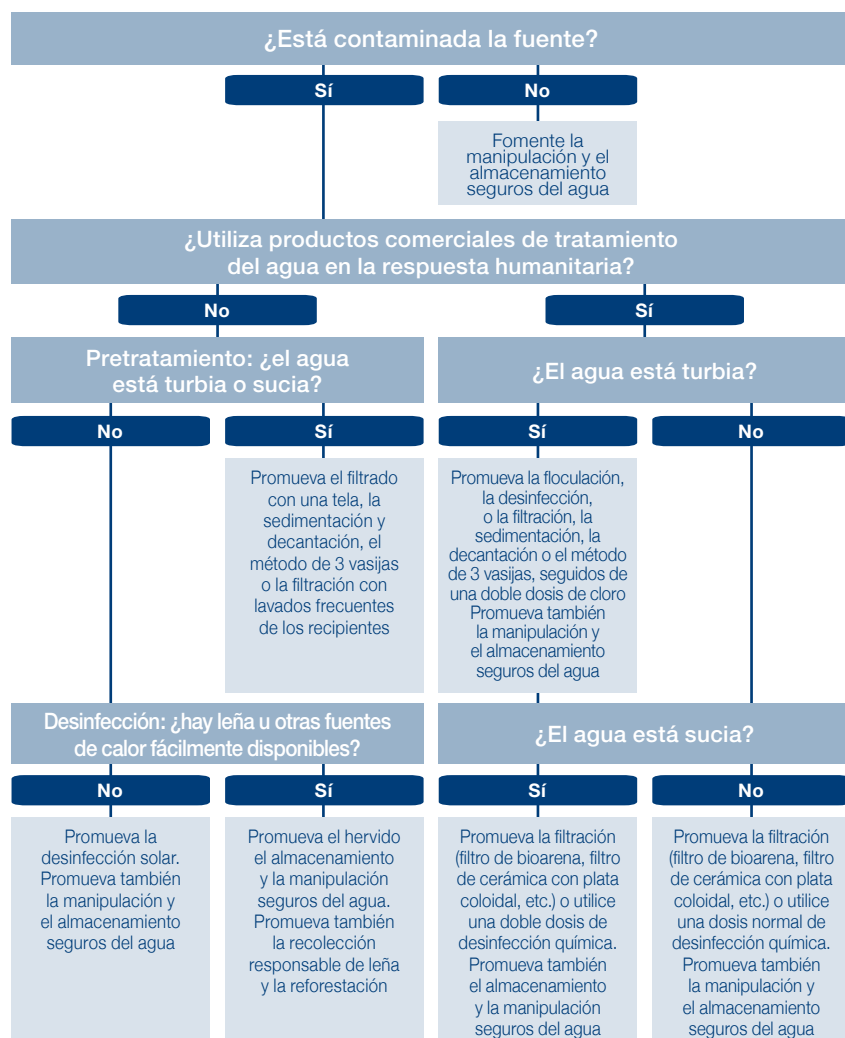 ¿Está contaminada la fuente?
Sí
No
Fomente la
manipulación y el
almacenamiento
seguros del agua
¿Utiliza productos comerciales de tratamiento
del agua en la respuesta humanitaria?
No
Sí
Pretratamiento: ¿el agua
está turbia o sucia?
¿El agua está turbia?
No
Sí
Sí
No
Promueva el filtrado
con una tela, la
sedimentación y
decantación, el
método de 3 vasijas
o la filtración con
lavados frecuentes
de los recipientes
Promueva la floculación,
la desinfección,
o la filtración, la
sedimentación, la
decantación o el método
de 3 vasijas, seguidos de
una doble dosis de cloro
Promueva también
la manipulación y
el almacenamiento
seguros del agua
Desinfección: ¿hay leña u otras fuentes
de calor fácilmente disponibles?
¿El agua está sucia?
No
Sí
Sí
No
Promueva la
desinfección solar.
Promueva también
la manipulación y
el almacenamiento
seguros del agua
Promueva el hervido
el almacenamiento
y la manipulación
seguros del agua.
Promueva también
la recolección
responsable de leña
y la reforestación
Promueva la filtración
(filtro de bioarena, filtro
de cerámica con plata
coloidal, etc.) o utilice
una doble dosis de
desinfección química.
Promueva también
el almacenamiento
y la manipulación
seguros del agua
Promueva la filtración
(filtro de bioarena, filtro
de cerámica con plata
coloidal, etc.) o utilice
una dosis normal de
desinfección química.
Promueva también
la manipulación y
el almacenamiento
seguros del agua